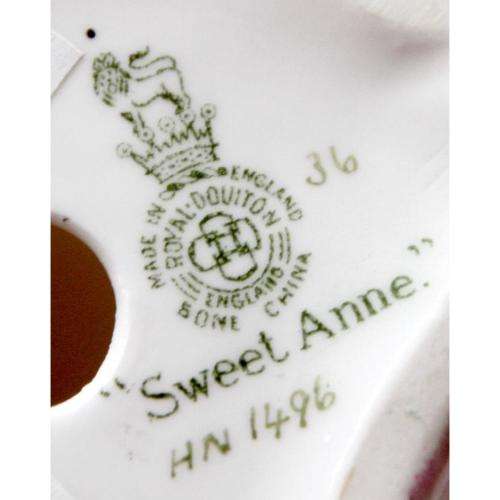 36
MADE IN ENGLAND
ROYAL·DOULTON
ENGLAND
BONE CHINA
"Sweet Anne."
HN 1496